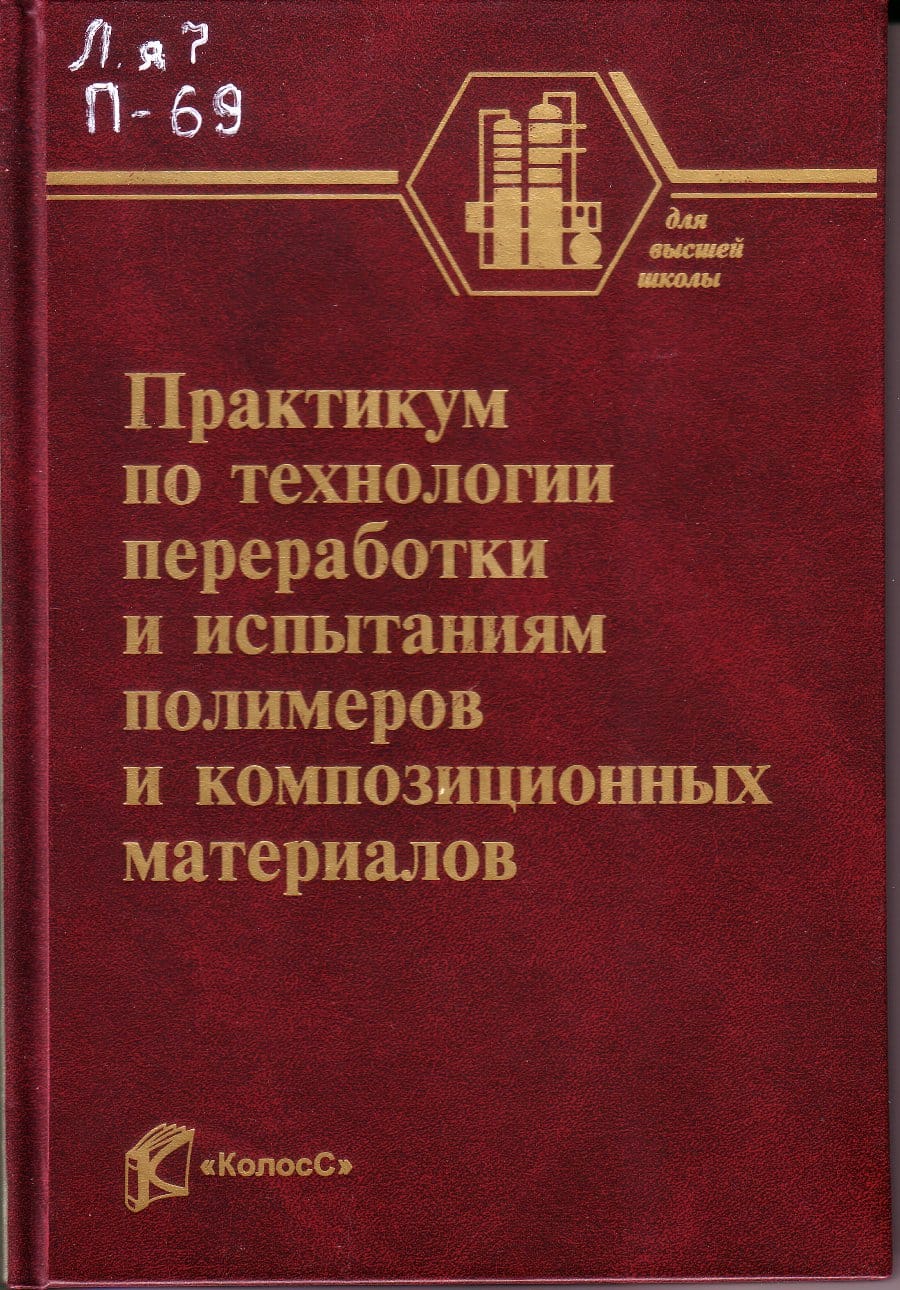 Л.я7
П-69
для
высшей
школы
Практикум
по технологии
переработки
и испытаниям
полимеров
и композиционных
материалов
«КолосС»